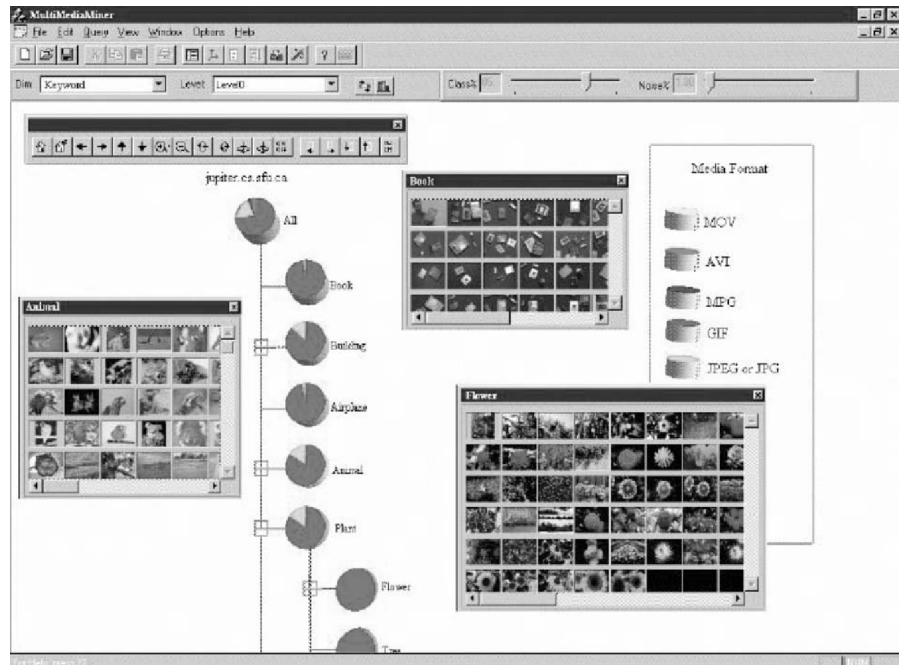 MultiMediaMiner
File Edit Query View Window Options Help
Dim: Keyword Level: Level0 Class% Noise%
jupiter.cs.sfu.ca
All
Book
Building
Airplane
Animal
Plant
Flower
Tree
Animal
Book
Flower
Media Format
MOV
AVI
MPG
GIF
JPEG or JPG